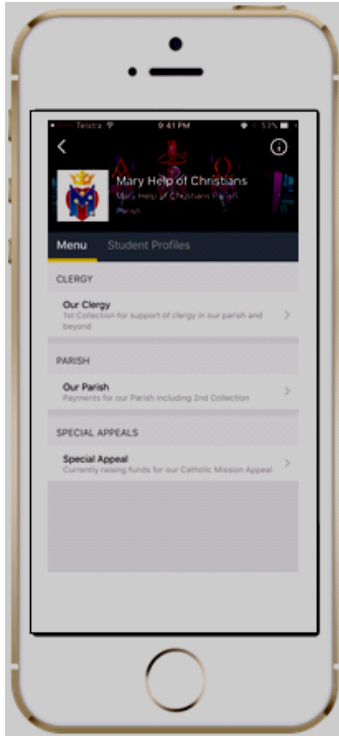 Telstra 9:41 PM 53%
Mary Help of Christians
Mary Help of Christians Parish
Parish
Menu Student Profiles
CLERGY
Our Clergy
1st Collection for support of clergy in our parish and
beyond
PARISH
Our Parish
Payments for our Parish including 2nd Collection
SPECIAL APPEALS
Special Appeal
Currently raising funds for our Catholic Mission Appeal